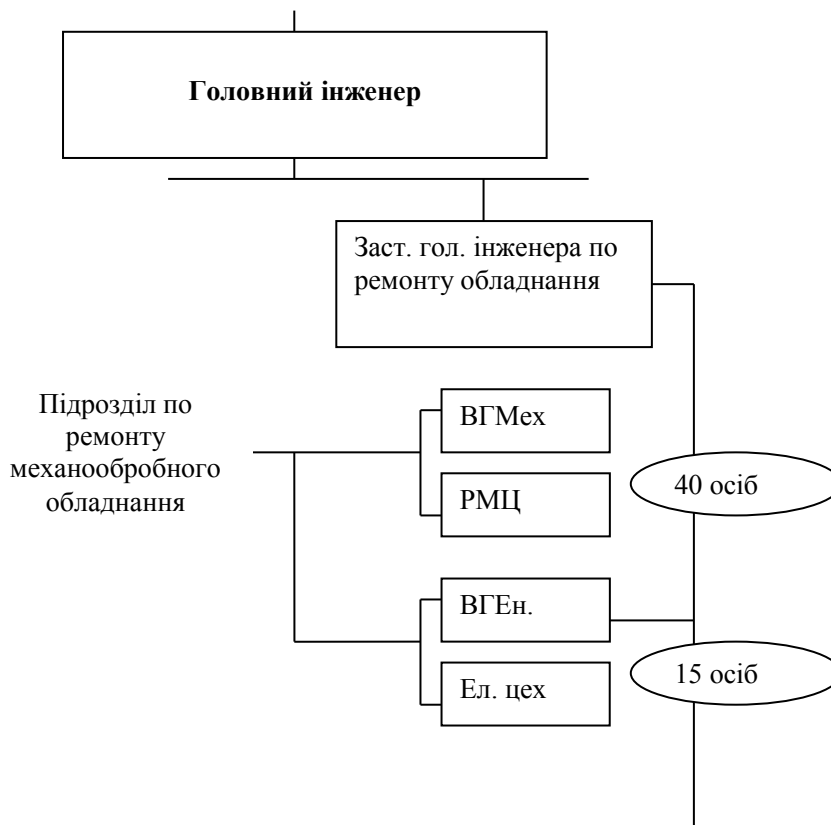 Головний інженер
Заст. гол. інженера по
ремонту обладнання
Підрозділ по
ремонту
механообробного
обладнання
ВГМех
РМЦ
40 осіб
ВГЕн.
Ел. цех
15 осіб